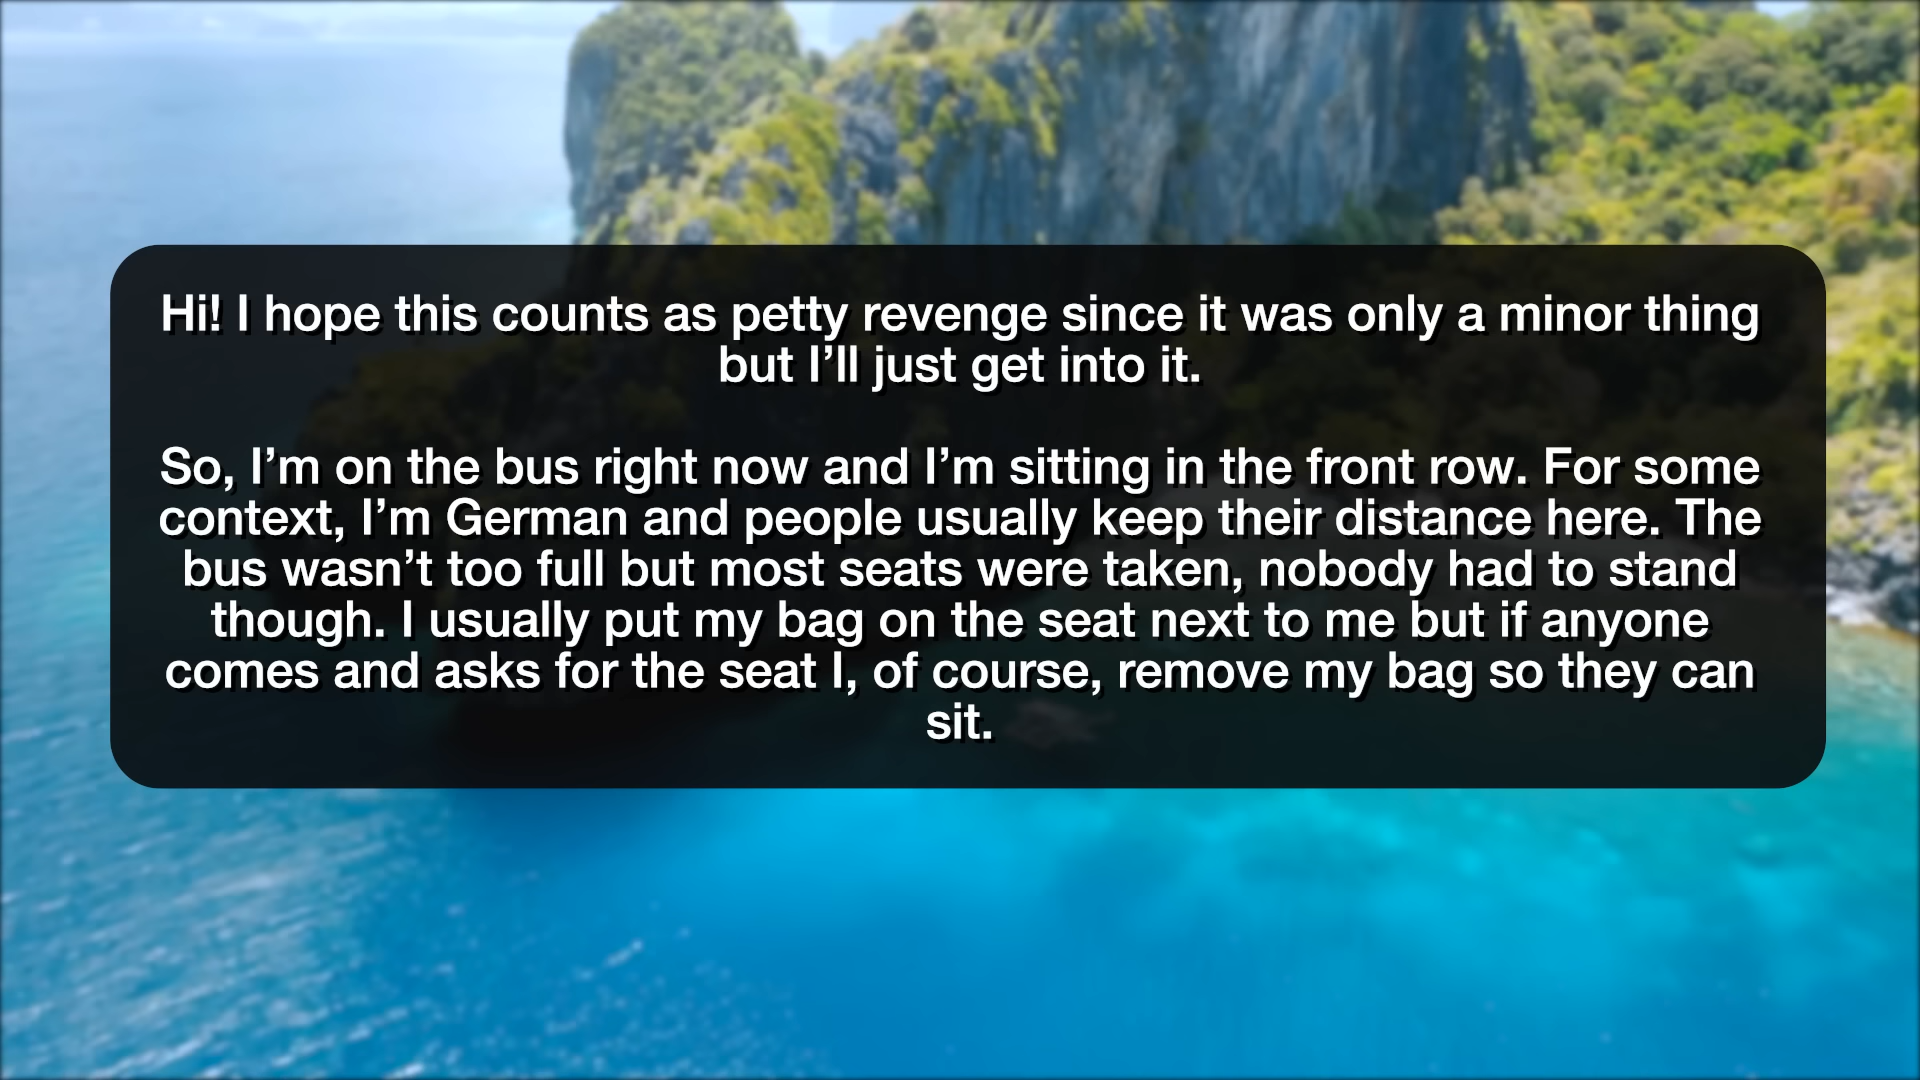 Hi! I hope this counts as petty revenge since it was only a minor thing
but I’ll just get into it.
So, I’m on the bus right now and I’m sitting in the front row. For some
context, I’m German and people usually keep their distance here. The
bus wasn’t too full but most seats were taken, nobody had to stand
though. I usually put my bag on the seat next to me but if anyone
comes and asks for the seat I, of course, remove my bag so they can
sit.